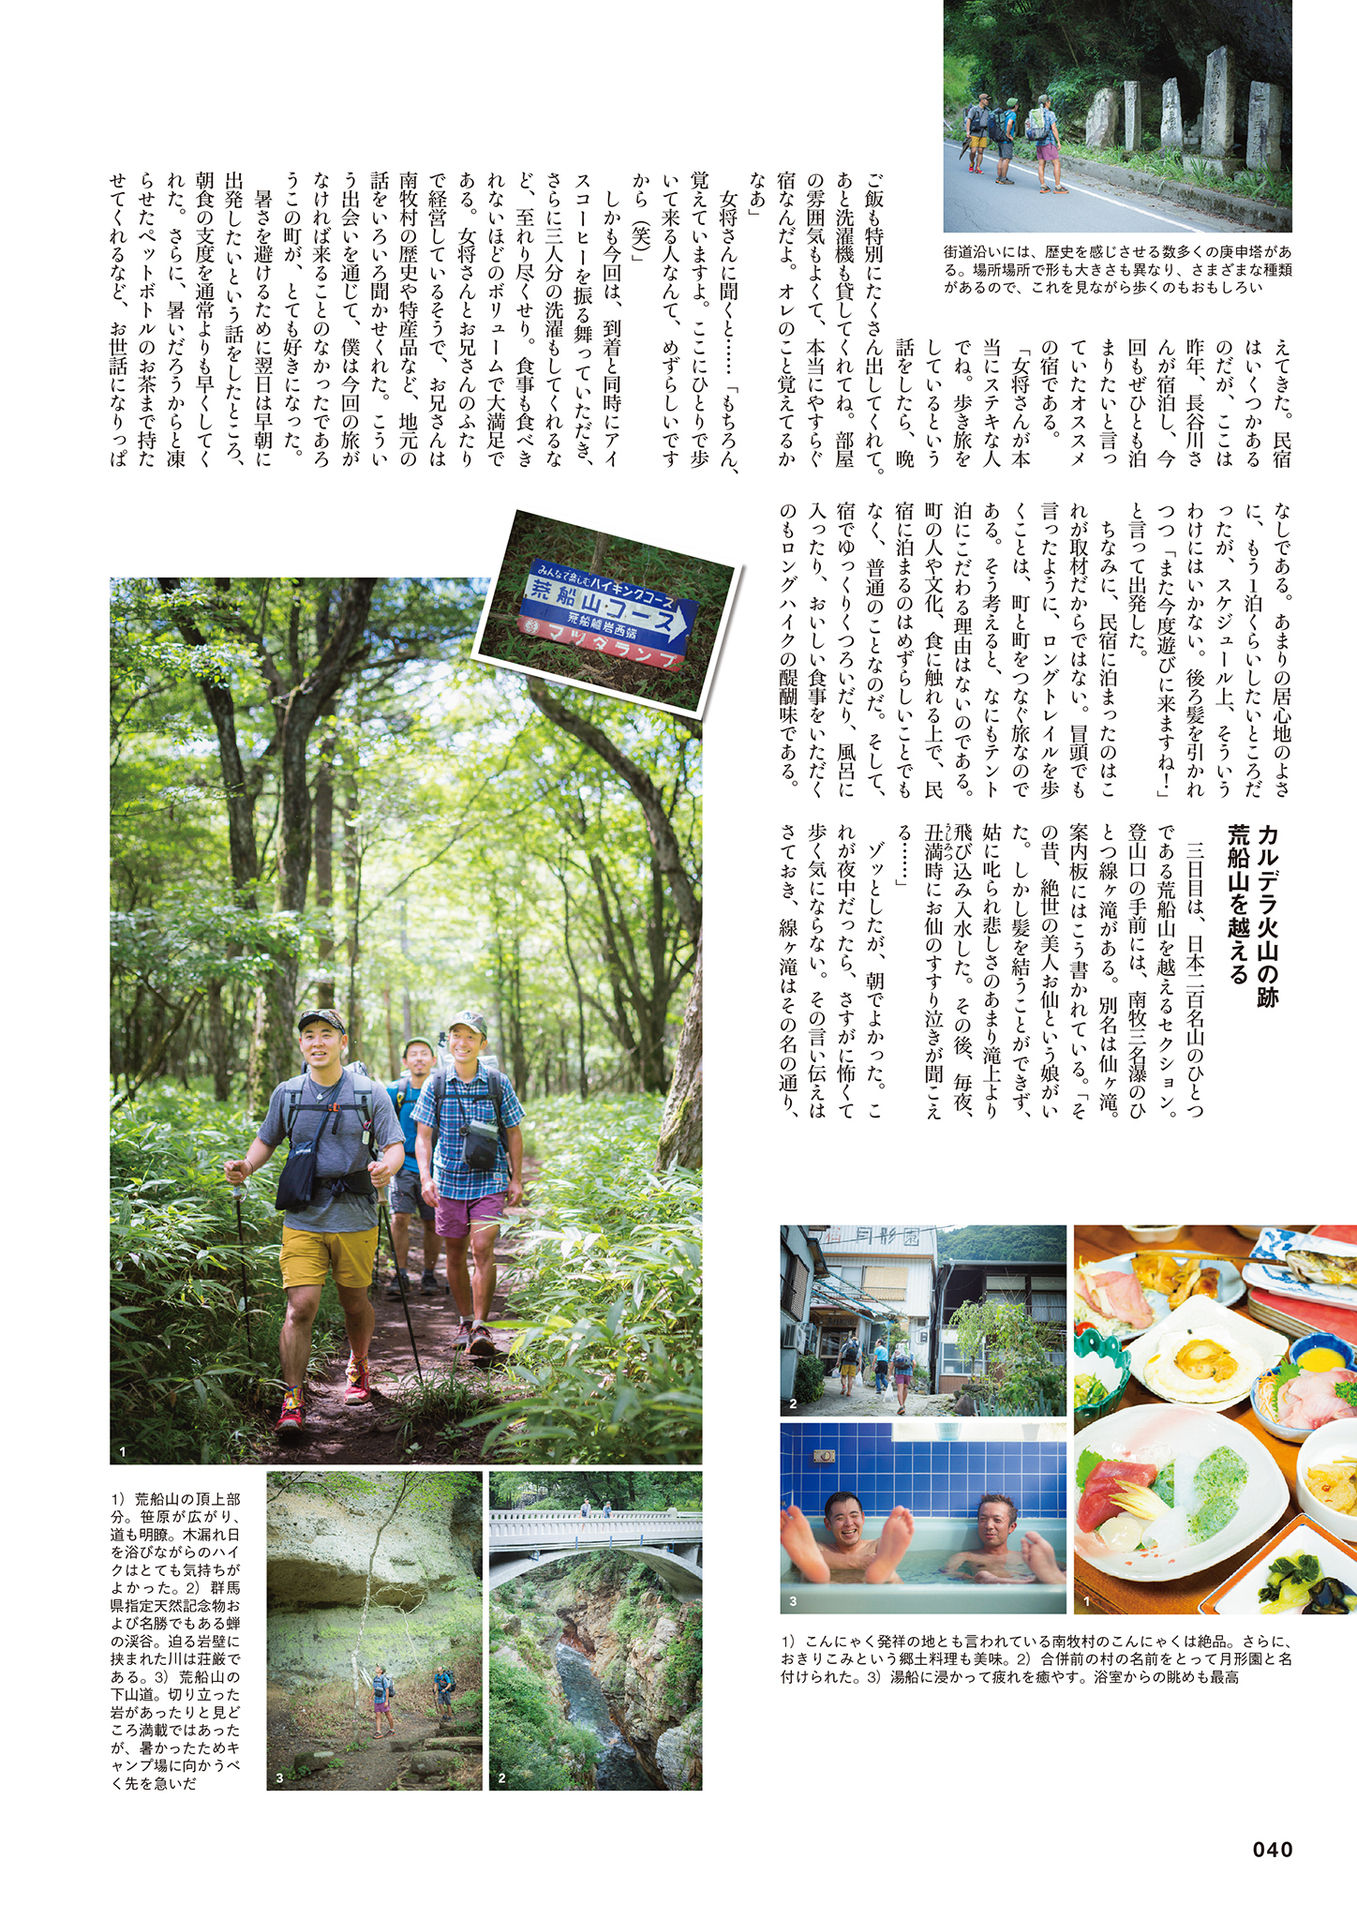 街道沿いには、歴史を感じさせる数多くの庚申塔があ
る。場所場所で形も大きさも異なり、さまざまな種類
があるので、これを見ながら歩くのもおもしろい
えてきた。民宿
はいくつかある
のだが、ここは
昨年、長谷川さ
んが宿泊し、今
回もぜひとも泊
まりたいと言っ
ていたオススメ
の宿である。
「女将さんが本
当にステキな人
でね。歩き旅を
しているという
話をしたら、晩
ご飯も特別にたくさん出してくれて。
あと洗濯機も貸してくれてね。部屋
の雰囲気もよくて、本当にやすらぐ
宿なんだよ。オレのこと覚えてるか
なあ」
女将さんに聞くと……「もちろん、
覚えていますよ。ここにひとりで歩
いて来る人なんて、めずらしいです
から（笑）」
しかも今回は、到着と同時にアイ
スコーヒーを振る舞っていただき、
さらに三人分の洗濯もしてくれるな
ど、至れり尽くせり。食事も食べき
れないほどのボリュームで大満足で
ある。女将さんとお兄さんのふたり
で経営しているそうで、お兄さんは
南牧村の歴史や特産品など、地元の
話をいろいろ聞かせくれた。こうい
う出会いを通じて、僕は今回の旅が
なければ来ることのなかったであろ
うこの町が、とても好きになった。
暑さを避けるために翌日は早朝に
出発したいという話をしたところ、
朝食の支度を通常よりも早くしてく
れた。さらに、暑いだろうからと凍
らせたペットボトルのお茶まで持た
せてくれるなど、お世話になりっぱ
なしである。あまりの居心地のよさ
に、もう1泊くらいしたいところだ
ったが、スケジュール上、そういう
わけにはいかない。後ろ髪を引かれ
つつ「また今度遊びに来ますね！」
と言って出発した。
ちなみに、民宿に泊まったのはこ
れが取材だからではない。冒頭でも
言ったように、ロングトレイルを歩
くことは、町と町をつなぐ旅なので
ある。そう考えると、なにもテント
泊にこだわる理由はないのである。
町の人や文化、食に触れる上で、民
宿に泊まるのはめずらしいことでも
なく、普通のことなのだ。そして、
宿でゆっくりくつろいだり、風呂に
入ったり、おいしい食事をいただく
のもロングハイクの醍醐味である。
カルデラ火山の跡
荒船山を越える
三日目は、日本二百名山のひとつ
である荒船山を越えるセクション。
登山口の手前には、南牧三名瀑のひ
とつ線ヶ滝がある。別名は仙ヶ滝。
案内板にはこう書かれている。「そ
の昔、絶世の美人お仙という娘がい
た。しかし髪を結うことができず、
姑に叱られ悲しさのあまり滝上より
飛び込み入水した。その後、毎夜、
丑満時にお仙のすすり泣きが聞こえ
うしみつ
る……」
ゾッとしたが、朝でよかった。こ
れが夜中だったら、さすがに怖くて
歩く気にならない。その言い伝えは
さておき、線ヶ滝はその名の通り、
みんなで楽しむハイキングコース
荒船山・コース
荒船艫岩西端
マツダランプ
1
1）荒船山の頂上部
分。笹原が広がり、
道も明瞭。木漏れ日
を浴びながらのハイ
クはとても気持ちが
よかった。2）群馬
県指定天然記念物お
よび名勝でもある蝉
の渓谷。迫る岩壁に
挟まれた川は荘厳で
ある。3）荒船山の
下山道。切り立った
岩があったりと見ど
ころ満載ではあった
が、暑かったためキ
ャンプ場に向かうべ
く先を急いだ
3
2
月形園
2
3
1
1）こんにゃく発祥の地とも言われている南牧村のこんにゃくは絶品。さらに、
おきりこみという郷土料理も美味。2）合併前の村の名前をとって月形園と名
付けられた。3）湯船に浸かって疲れを癒やす。浴室からの眺めも最高
040